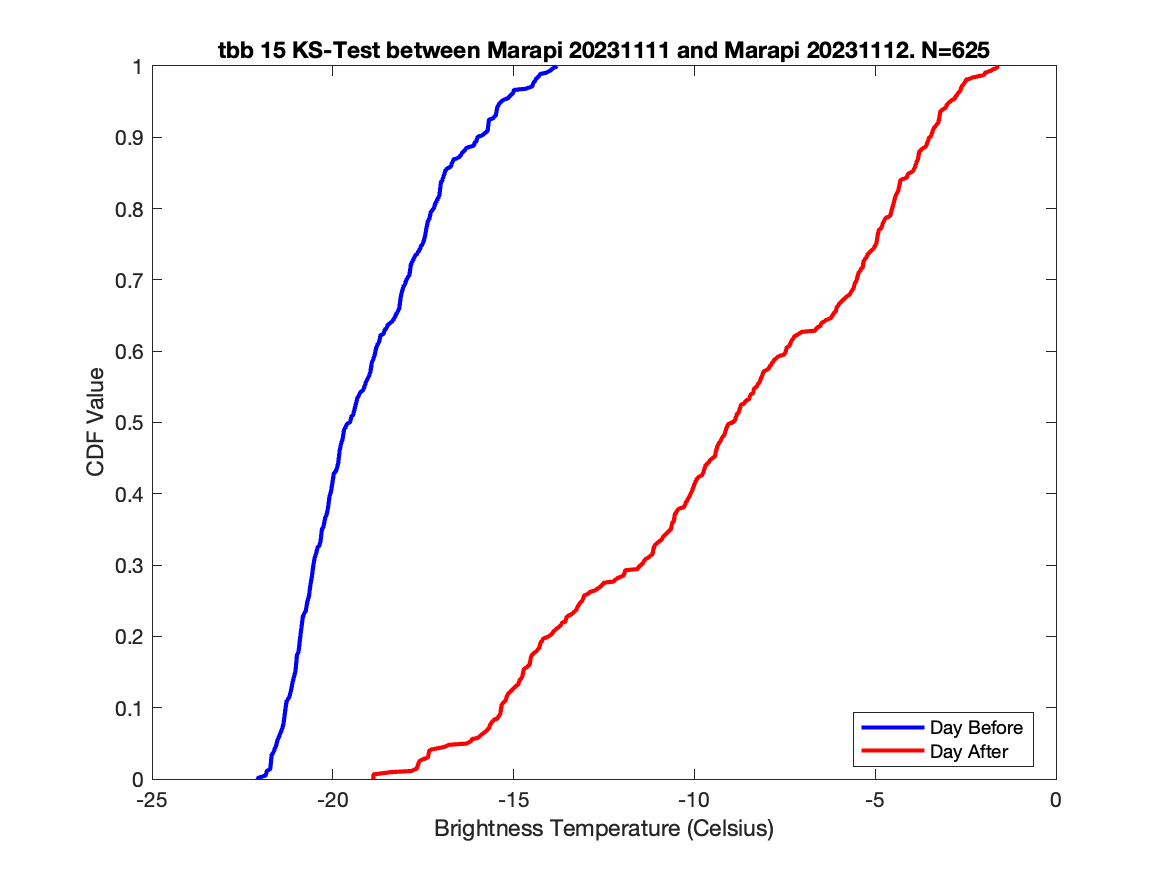 tbb 15 KS-Test between Marapi 20231111 and Marapi 20231112. N=625
1
0.9
0.8
0.7
0.6
0.5
0.4
0.3
0.2
0.1
0
CDF Value
Day Before
Day After
-25 -20 -15 -10 -5 0
Brightness Temperature (Celsius)